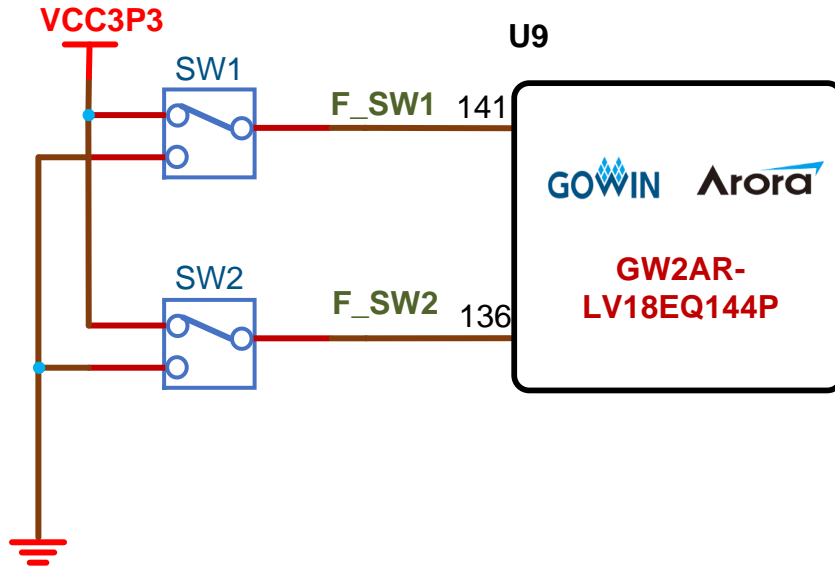 VCC3P3
U9
SW1
F_SW1
141
GOWIN
Arora
GW2AR-
LV18EQ144P
SW2
F_SW2
136